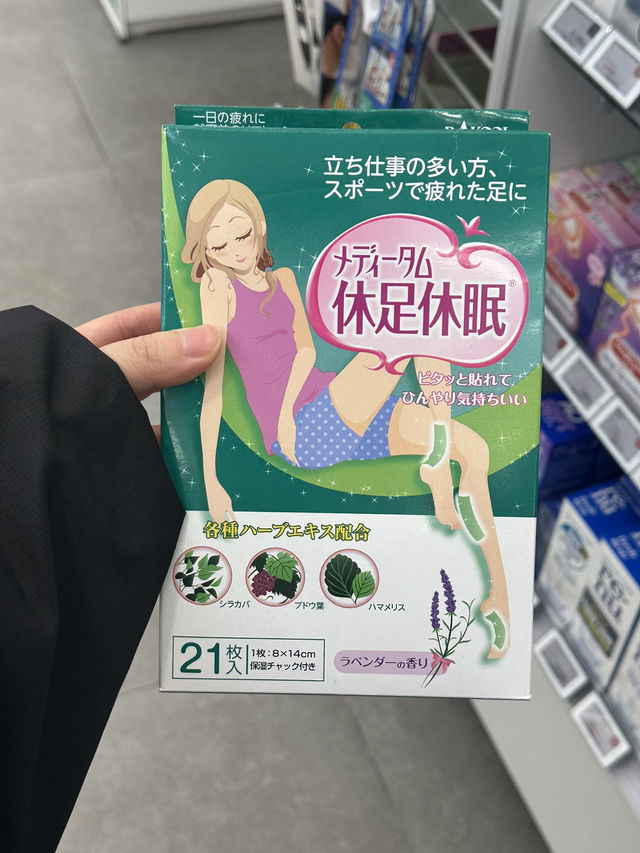 一日の疲れに
立ち仕事の多い方、
スポーツで疲れた足に
メディータム
休足休眠®
ピタッと貼れて
ひんやり気持ちいい
各種ハーブエキス配合
シラカバ
ブドウ葉
ハマメリス
21枚入
1枚:8×14cm
保湿チャック付き
ラベンダーの香り